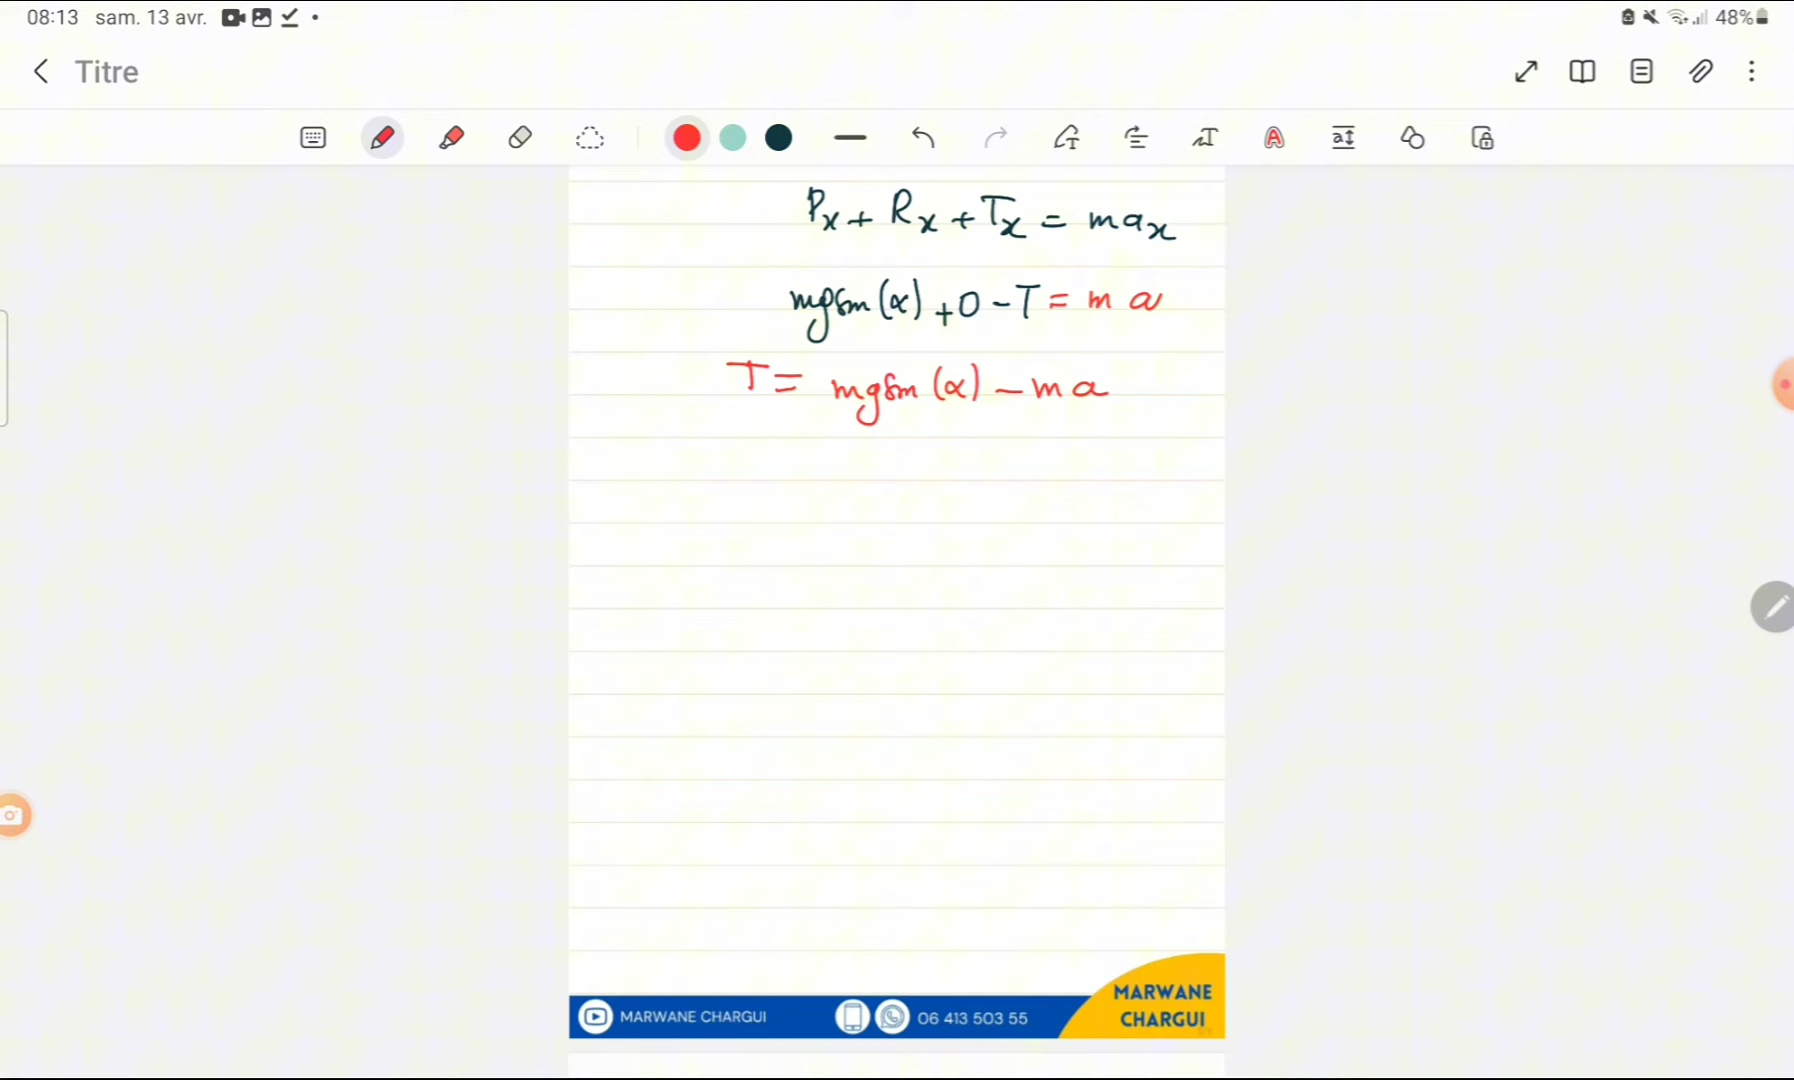 08:13 sam. 13 avr.
48%
Titre
Px + Rx + Tx = max
mgsin(α) + 0 - T = m a
T = mgsin(α) - m a
MARWANE CHARGUI
06 413 503 55
MARWANE
CHARGUI